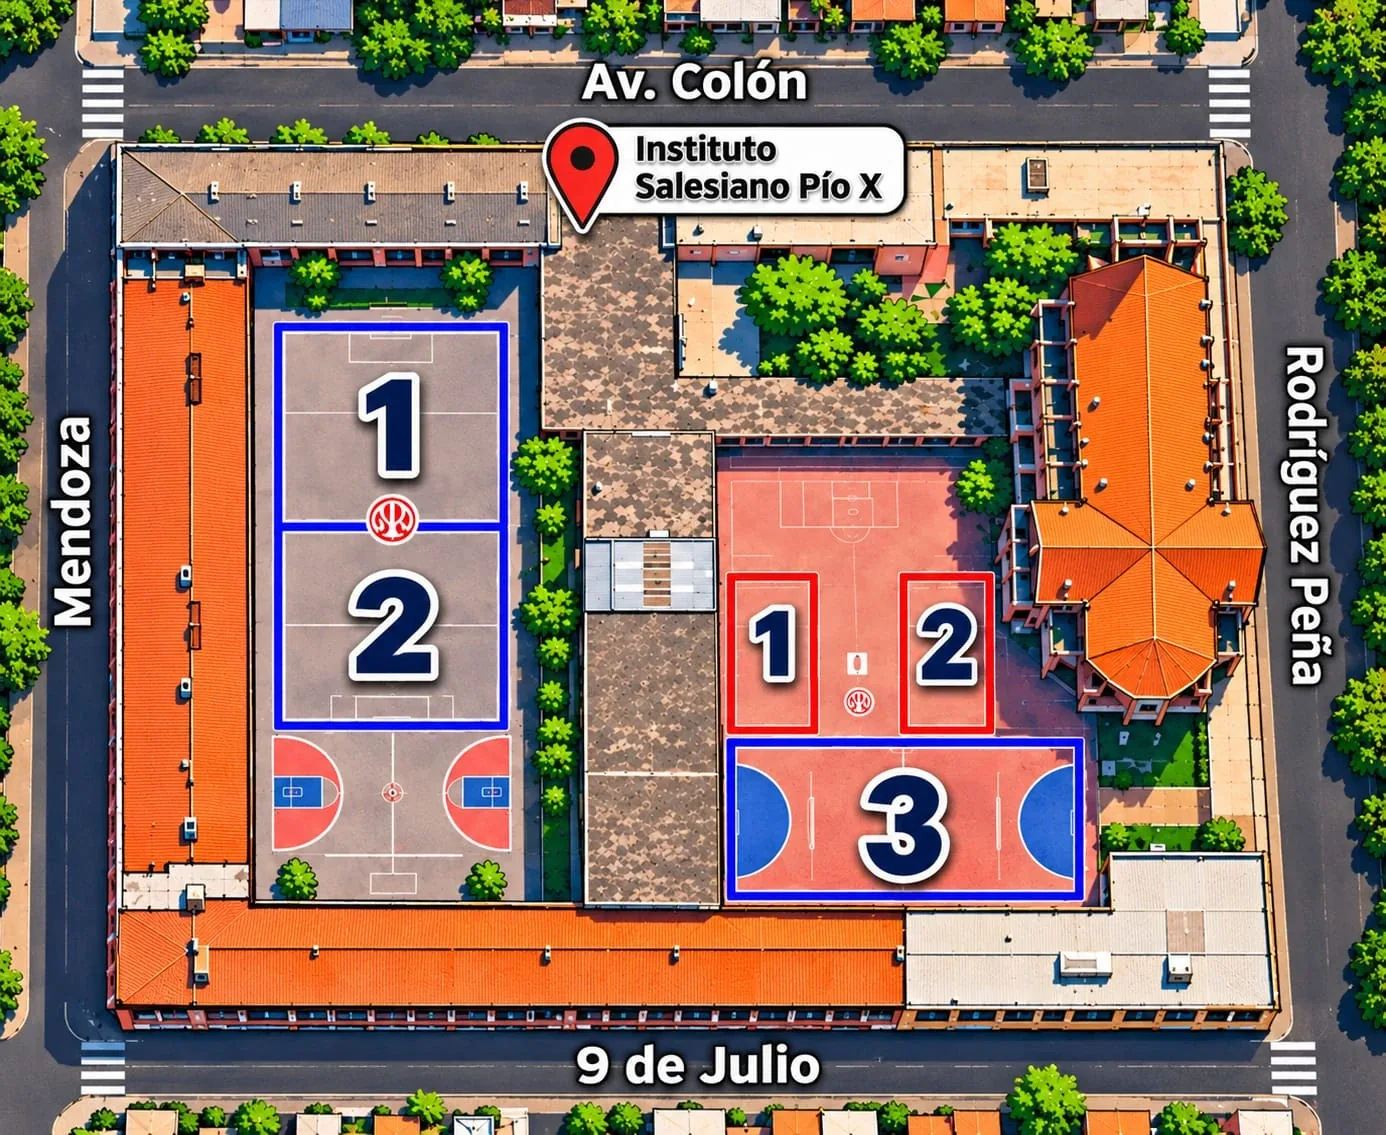 Av. Colón
Instituto
Salesiano Pío X
Mendoza
Rodríguez Peña
1
2
1
2
3
9 de Julio